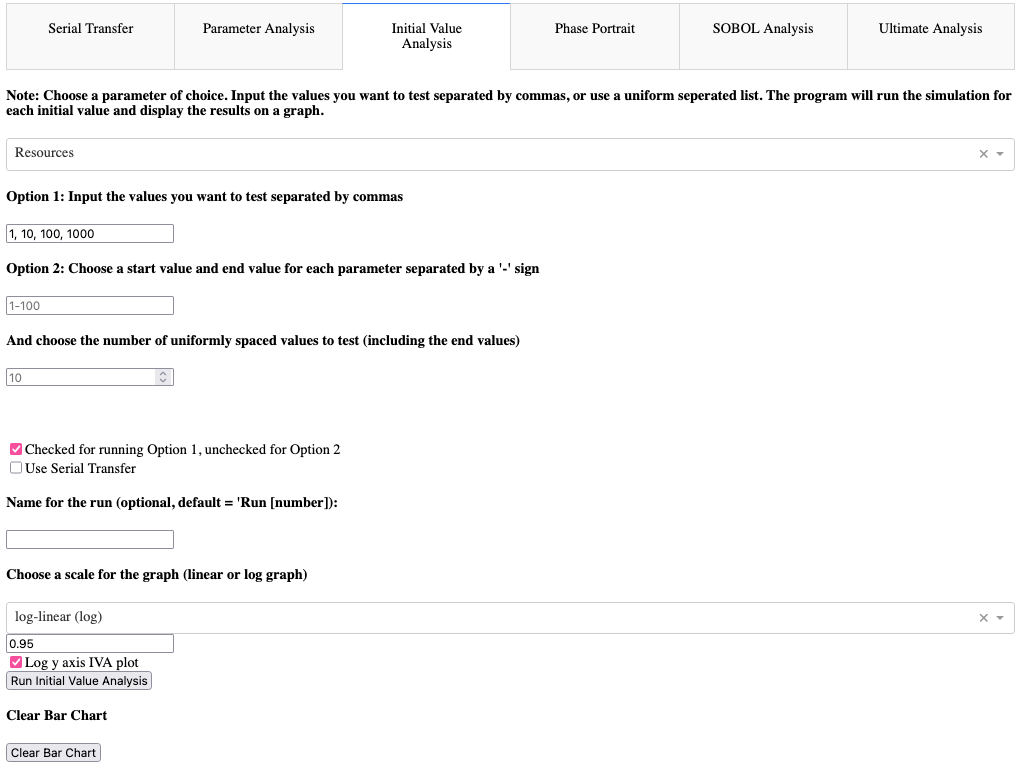 Serial Transfer
Parameter Analysis
Initial Value
Analysis
Phase Portrait
SOBOL Analysis
Ultimate Analysis
Note: Choose a parameter of choice. Input the values you want to test separated by commas, or use a uniform seperated list. The program will run the simulation for
each initial value and display the results on a graph.
Resources
Option 1: Input the values you want to test separated by commas
1, 10, 100, 1000
Option 2: Choose a start value and end value for each parameter separated by a '-' sign
1-100
And choose the number of uniformly spaced values to test (including the end values)
10
Checked for running Option 1, unchecked for Option 2
Use Serial Transfer
Name for the run (optional, default = 'Run [number]):
Choose a scale for the graph (linear or log graph)
log-linear (log)
0.95
Log y axis IVA plot
Run Initial Value Analysis
Clear Bar Chart
Clear Bar Chart